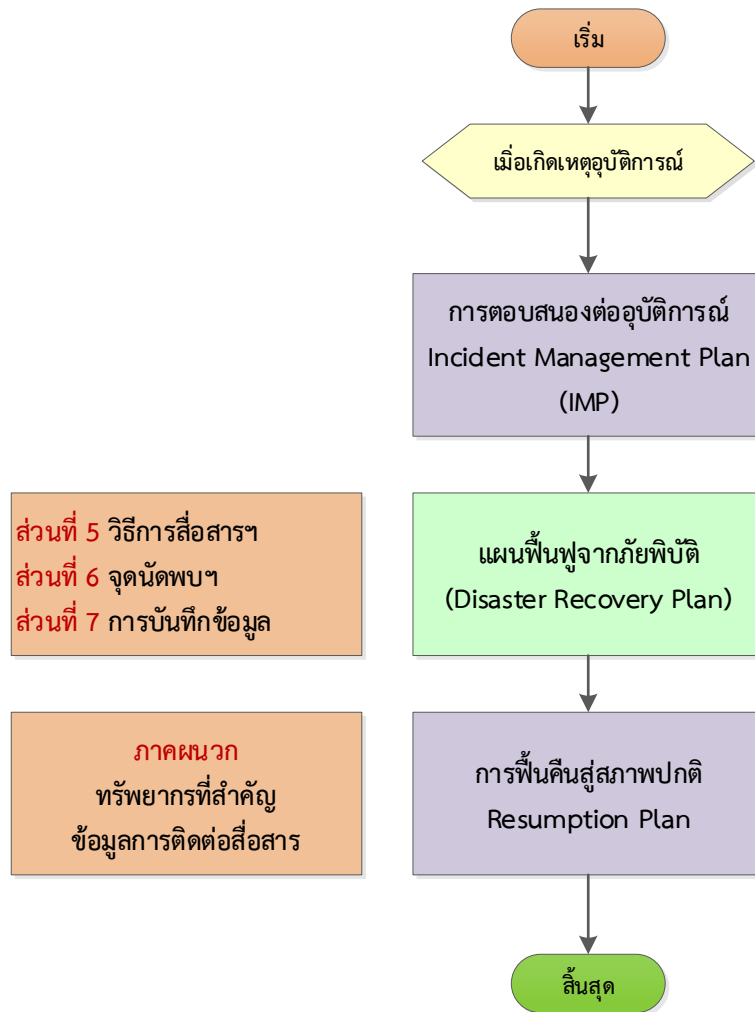 เริ่ม
เมื่อเกิดเหตุอุบัติการณ์
การตอบสนองต่ออุบัติการณ์
Incident Management Plan
(IMP)
ส่วนที่ 5 วิธีการสื่อสารฯ
ส่วนที่ 6 จุดนัดพบฯ
ส่วนที่ 7 การบันทึกข้อมูล
แผนฟื้นฟูจากภัยพิบัติ
(Disaster Recovery Plan)
ภาคผนวก
ทรัพยากรที่สำคัญ
ข้อมูลการติดต่อสื่อสาร
การฟื้นคืนสู่สภาพปกติ
Resumption Plan
สิ้นสุด